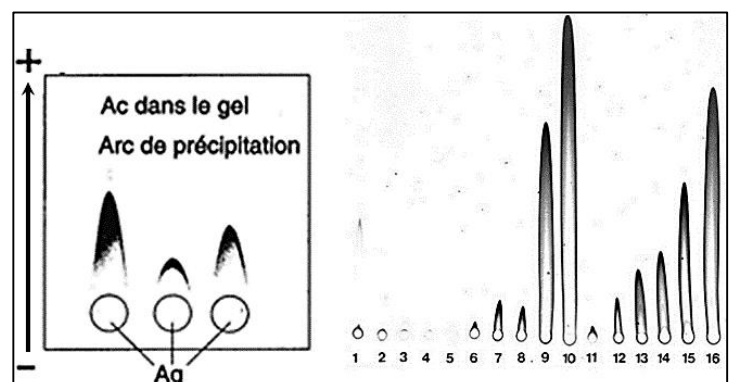 +
Ac dans le gel
Arc de précipitation
−
Ag
1 2 3 4 5 6 7 8 . 9 10 11 12 13 14 15 16